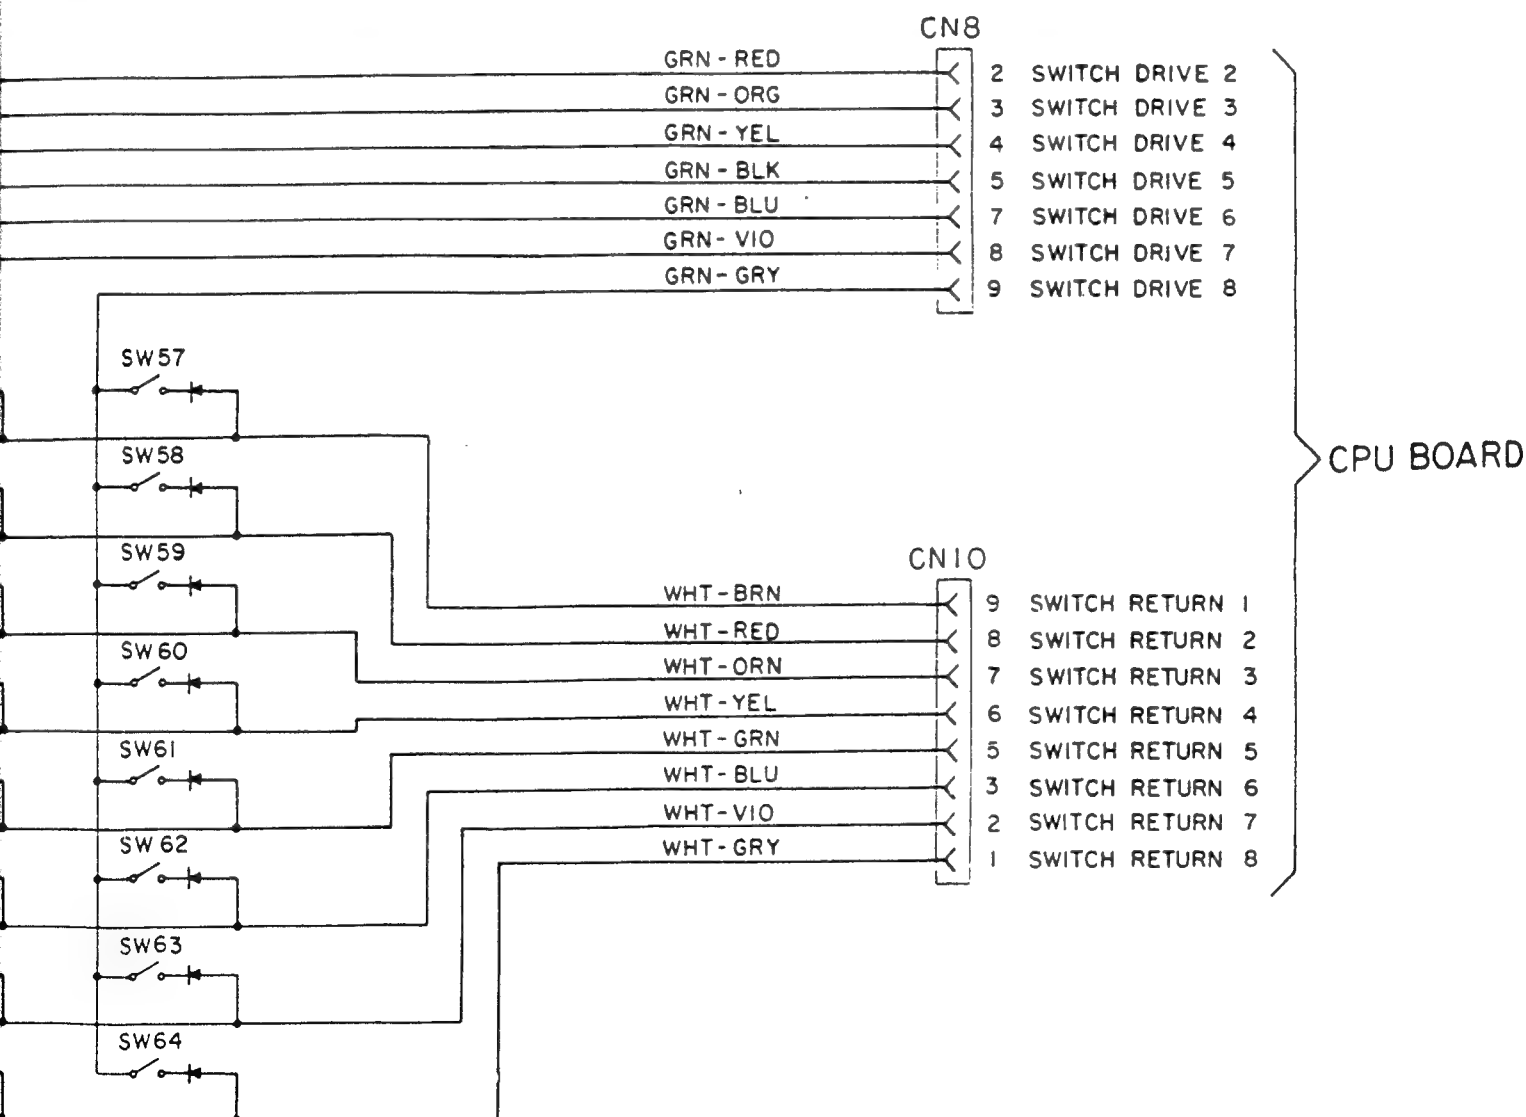 CN8
GRN-RED 2 SWITCH DRIVE 2
GRN-ORG 3 SWITCH DRIVE 3
GRN-YEL 4 SWITCH DRIVE 4
GRN-BLK 5 SWITCH DRIVE 5
GRN-BLU 7 SWITCH DRIVE 6
GRN-VIO 8 SWITCH DRIVE 7
GRN-GRY 9 SWITCH DRIVE 8
SW57
SW58
CPU BOARD
SW59
CN10
WHT-BRN 9 SWITCH RETURN 1
WHT-RED 8 SWITCH RETURN 2
SW60
WHT-ORN 7 SWITCH RETURN 3
WHT-YEL 6 SWITCH RETURN 4
SW61
WHT-GRN 5 SWITCH RETURN 5
WHT-BLU 3 SWITCH RETURN 6
WHT-VIO 2 SWITCH RETURN 7
SW62
WHT-GRY 1 SWITCH RETURN 8
SW63
SW64